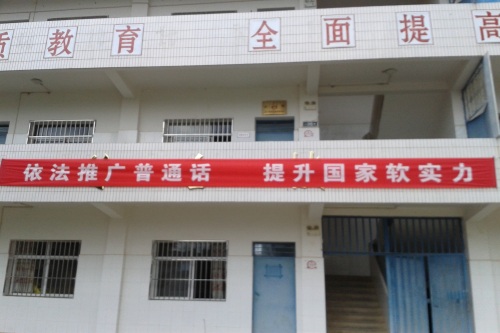 质教育 全面提高
依法推广普通话 提升国家软实力